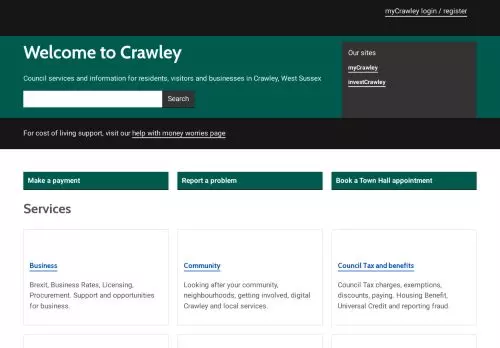 myCrawley login / register
Welcome to Crawley
Council services and information for residents, visitors and businesses in Crawley, West Sussex
Search
Our sites
myCrawley
investCrawley
For cost of living support, visit our help with money worries page
Make a payment
Report a problem
Book a Town Hall appointment
Services
Business
Brexit, Business Rates, Licensing,
Procurement. Support and opportunities
for business.
Community
Looking after your community,
neighbourhoods, getting involved, digital
Crawley and local services.
Council Tax and benefits
Council Tax charges, exemptions,
discounts, paying. Housing Benefit,
Universal Credit and reporting fraud.